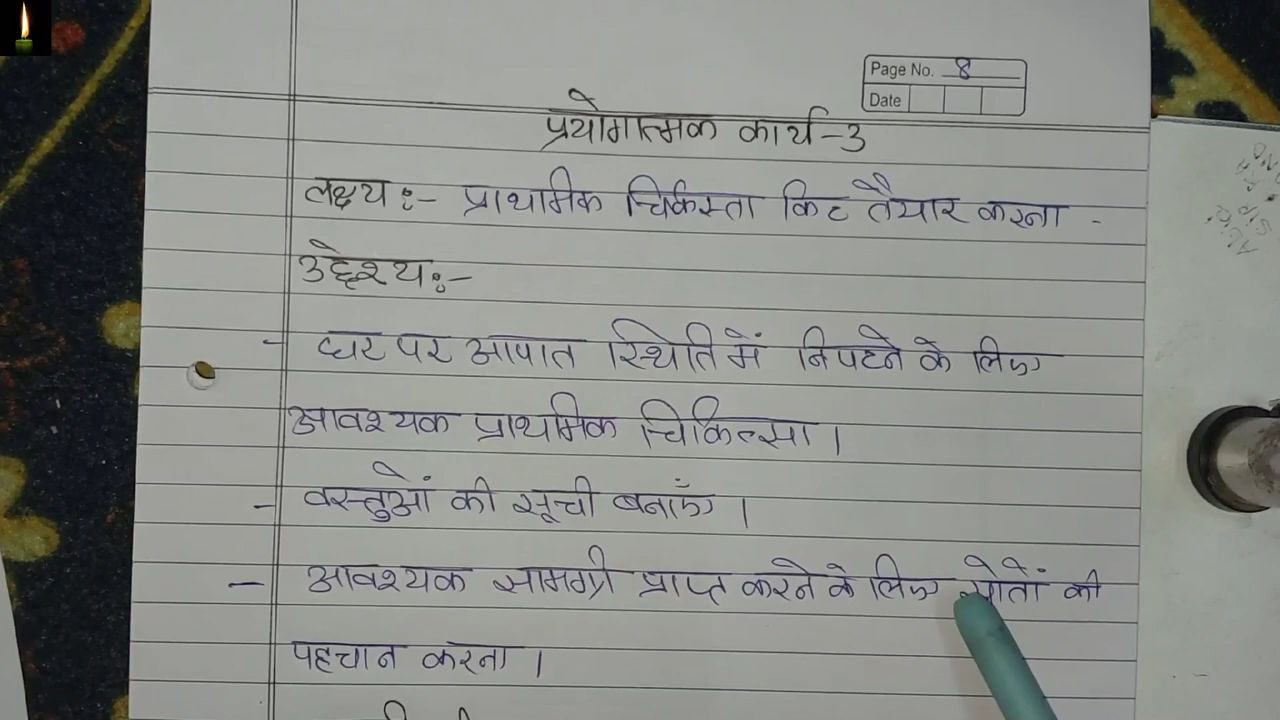 Page No. 8
Date
प्रयोगात्मक कार्य-3
लक्ष्य:- प्राथमिक चिकित्सा किट तैयार करना -
उद्देश्य:-
- घर पर आपात स्थिति में निपटने के लिए
आवश्यक प्राथमिक चिकित्सा।
- वस्तुओं की सूची बनाएँ।
- आवश्यक सामग्री प्राप्त करने के लिए स्रोतों की
पहचान करना।